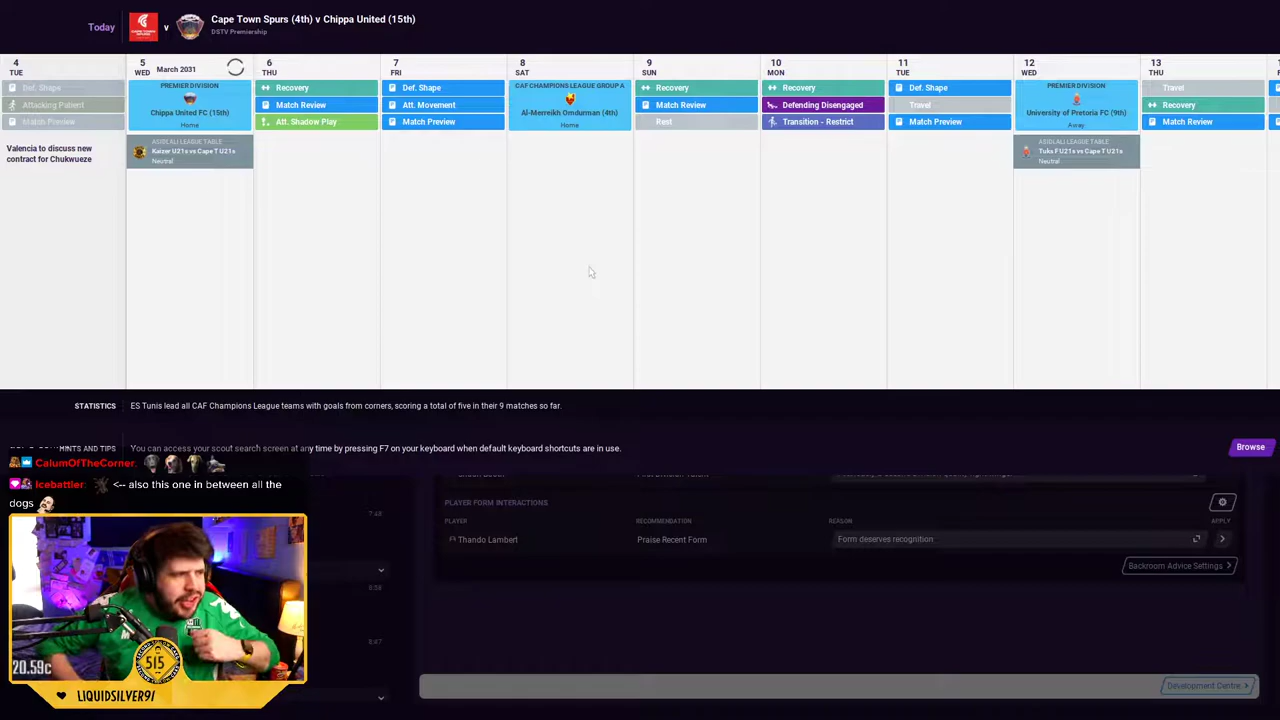 Today
v
Cape Town Spurs (4th) v Chippa United (15th)
DSTV Premiership
4
TUE
5
WED
March 2031
6
THU
7
FRI
8
SAT
9
SUN
10
MON
11
TUE
12
WED
13
THU
Def. Shape
Attacking Patient
Match Preview
Valencia to discuss new
contract for Chukwueze
PREMIER DIVISION
Chippa United FC (15th)
Home
Kaizer U21s vs Cape T U21s
Neutral
Recovery
Match Review
Att. Shadow Play
Def. Shape
Att. Movement
Match Preview
CAF CHAMPIONS LEAGUE GROUP A
Al-Merreikh Omdurman (4th)
Home
Recovery
Match Review
Rest
Recovery
Defending Disengaged
Transition - Restrict
Def. Shape
Travel
Match Preview
PREMIER DIVISION
University of Pretoria FC (9th)
Away
Tuks F U21s vs Cape T U21s
Neutral
Travel
Recovery
Match Review
STATISTICS
ES Tunis lead all CAF Champions League teams with goals from corners, scoring a total of five in their 9 matches so far.
HINTS AND TIPS
You can access your scout search screen at any time by pressing F7 on your keyboard when default keyboard shortcuts are in use.
Browse
CalumOfTheCorner:
Icebattler: <-- also this one in between all the
dogs
PLAYER FORM INTERACTIONS
PLAYER
RECOMMENDATION
REASON
APPLY
Thando Lambert
Praise Recent Form
Form deserves recognition
Backroom Advice Settings
Development Centre
20.59c
515
LIQUIDSILVER91